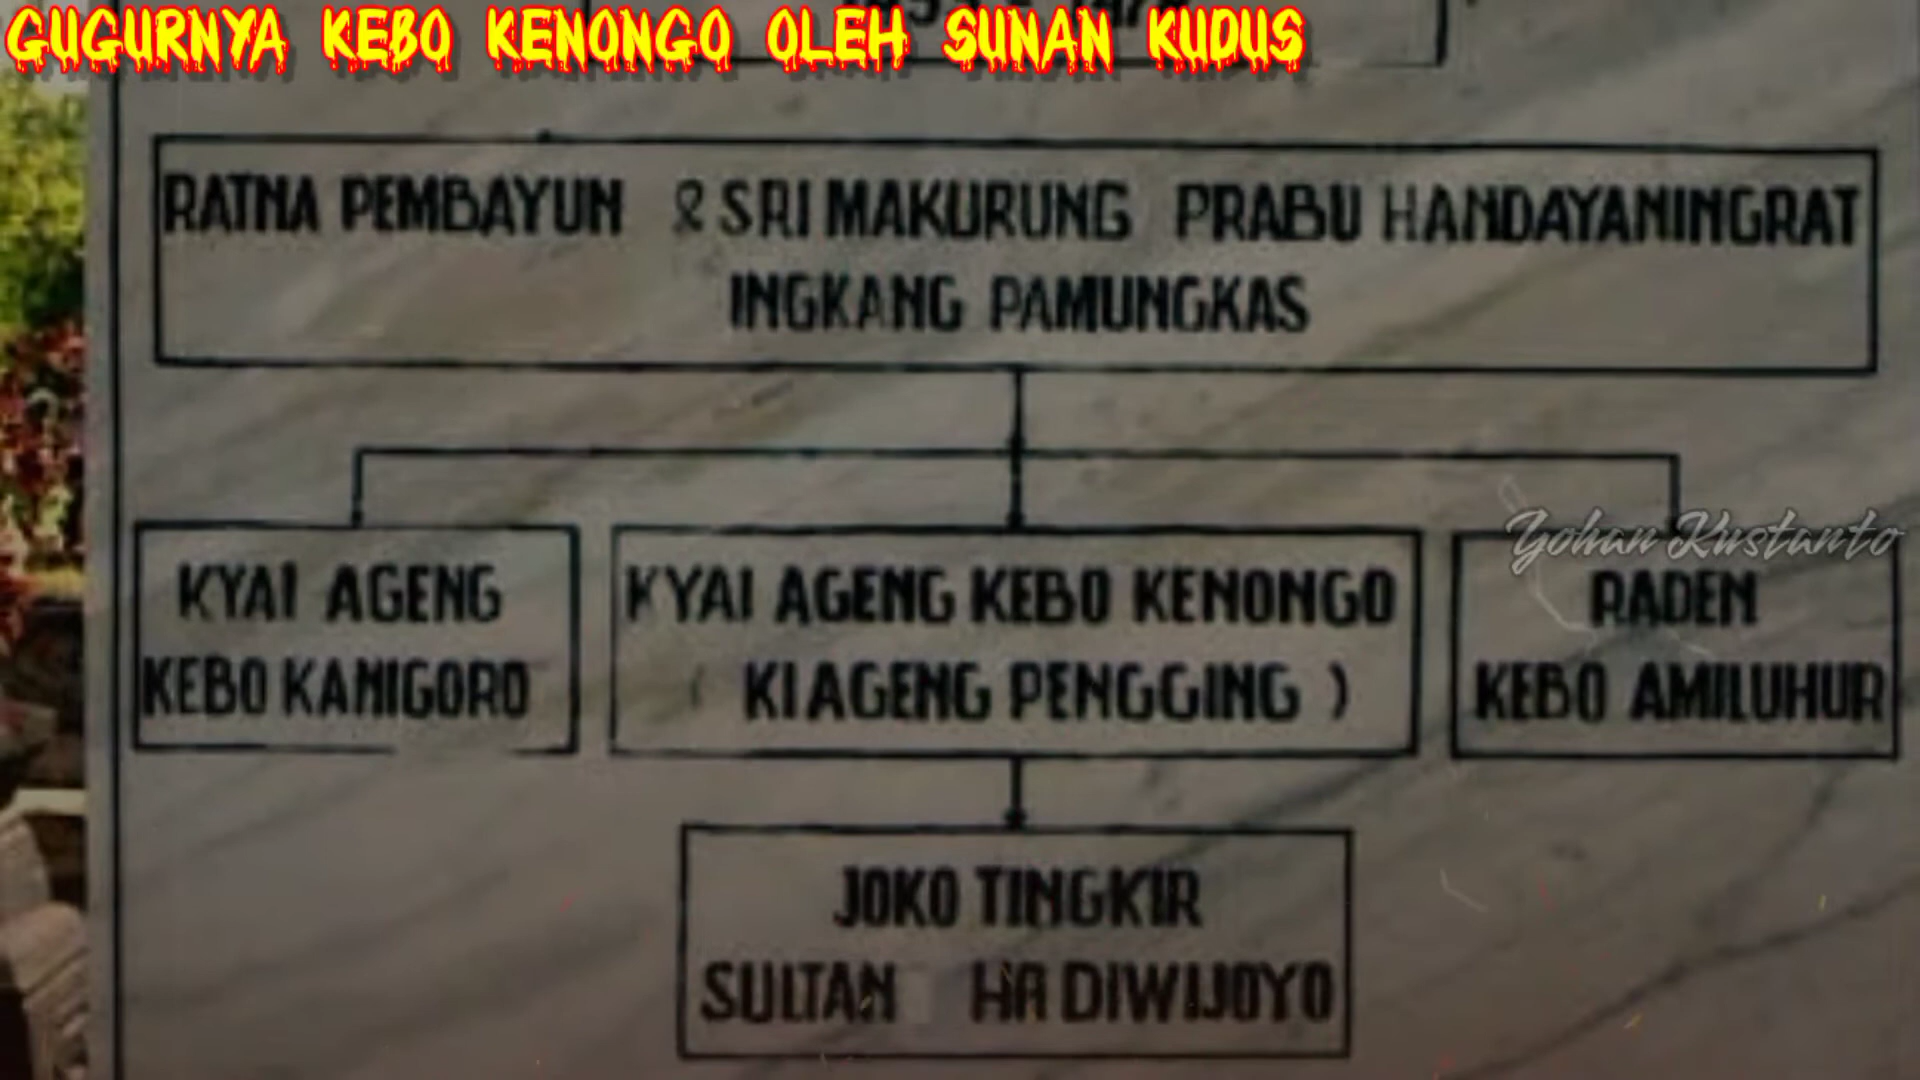 GUGURNYA KEBO KENONGO OLEH SUNAN KUDUS
RATNA PEMBAYUN & SRI MAKURUNG PRABU HANDAYANINGRAT
INGKANG PAMUNGKAS
KYAI AGENG
KEBO KANIGORO
KYAI AGENG KEBO KENONGO
( KI AGENG PENGGING )
Yohan Kustanto
RADEN
KEBO AMILUHUR
JOKO TINGKIR
SULTAN HADIWIJOYO